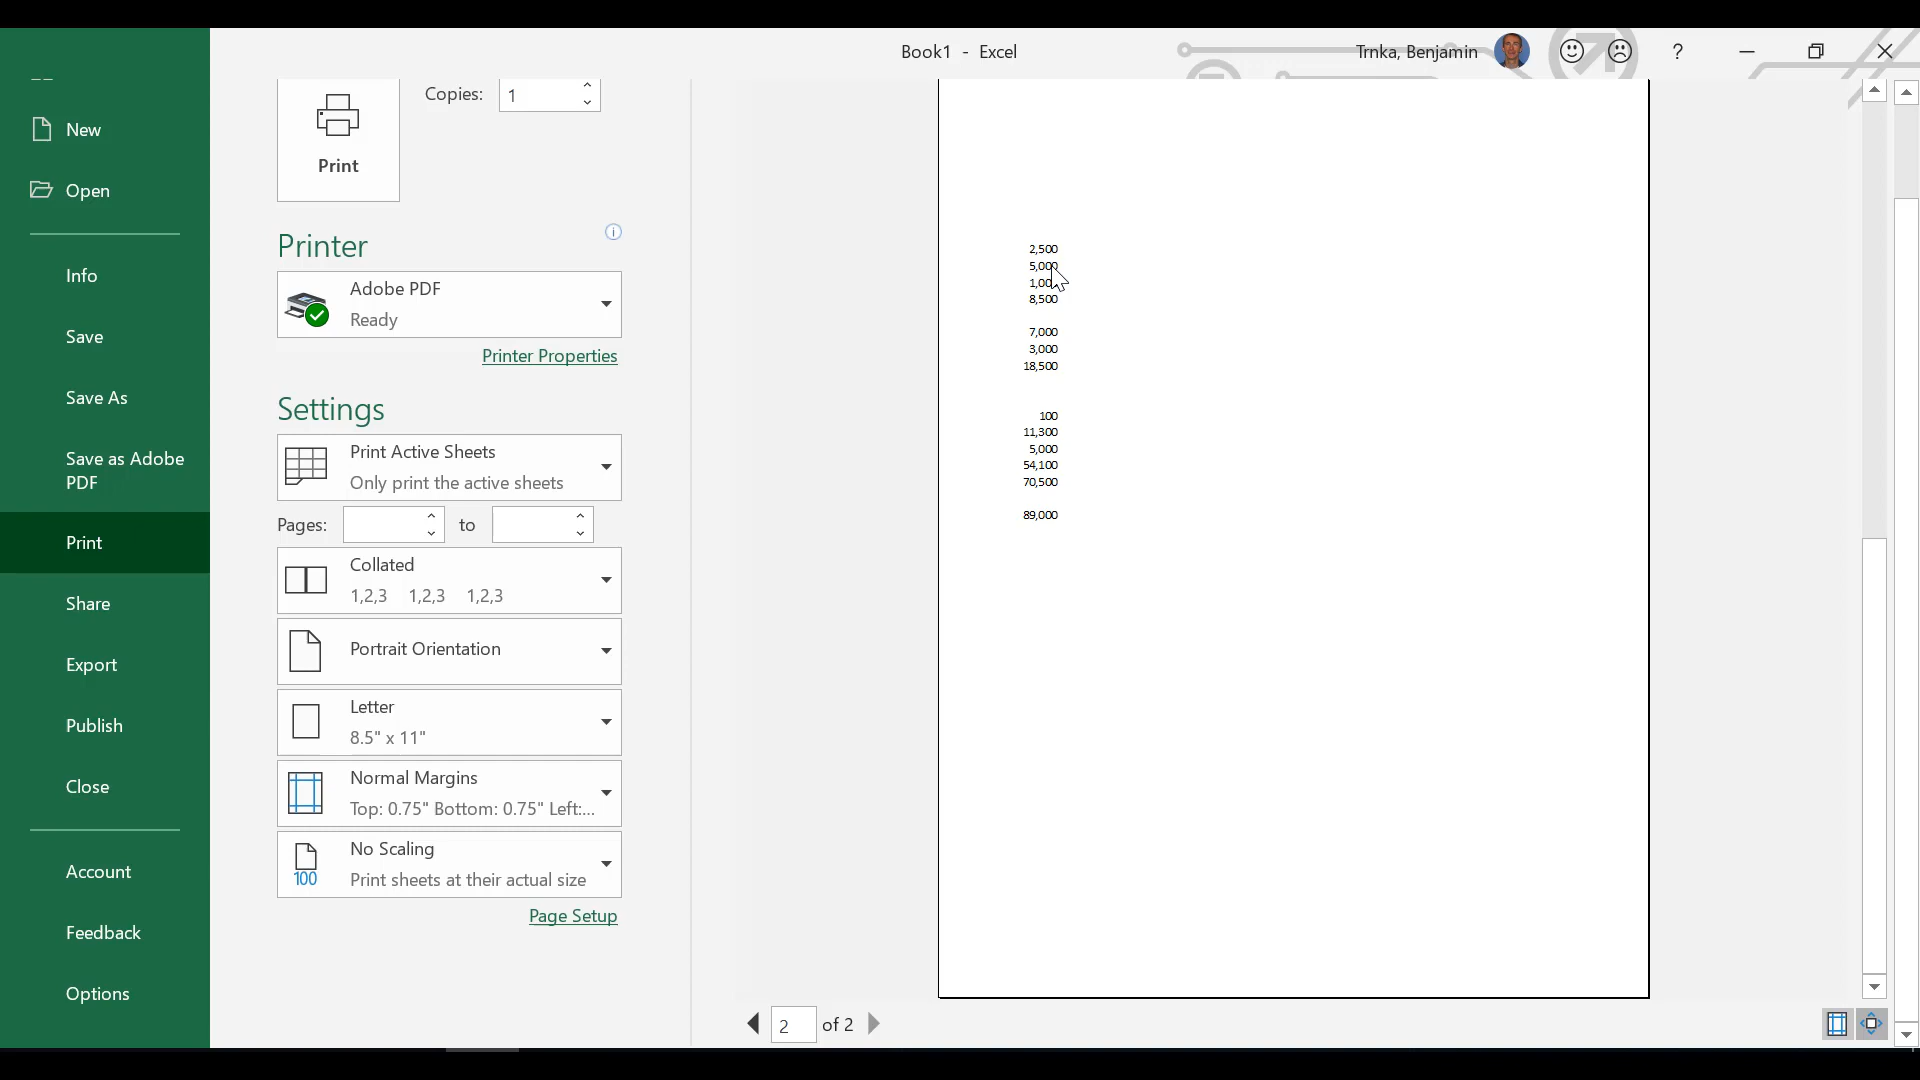 Book1 - Excel
Trnka, Benjamin
?
New
Open
Info
Save
Save As
Save as Adobe
PDF
Print
Share
Export
Publish
Close
Account
Feedback
Options
Print
Copies: 1
Printer
Adobe PDF
Ready
Printer Properties
Settings
Print Active Sheets
Only print the active sheets
Pages: to
Collated
1,2,3 1,2,3 1,2,3
Portrait Orientation
Letter
8.5" x 11"
Normal Margins
Top: 0.75" Bottom: 0.75" Left:...
100
No Scaling
Print sheets at their actual size
Page Setup
2,500
5,000
8,500
7,000
3,000
18,500
100
11,300
5,000
54,100
70,500
89,000
2 of 2